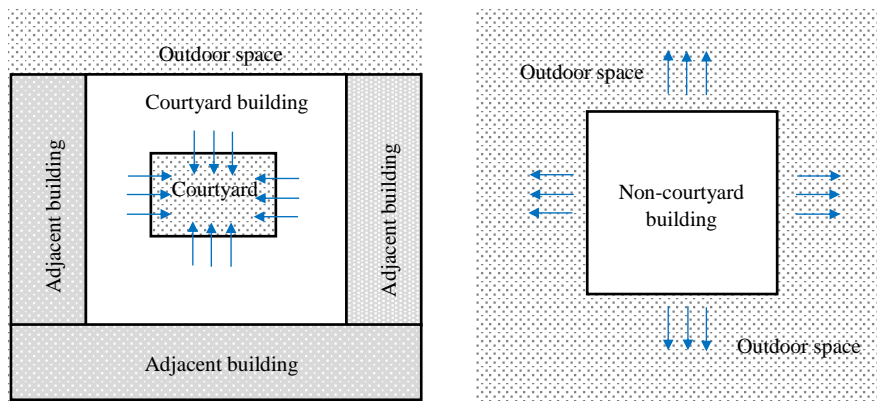 Outdoor space
Courtyard building
Courtyard
Adjacent building
Adjacent building
Adjacent building
Outdoor space
Non-courtyard
building
Outdoor space